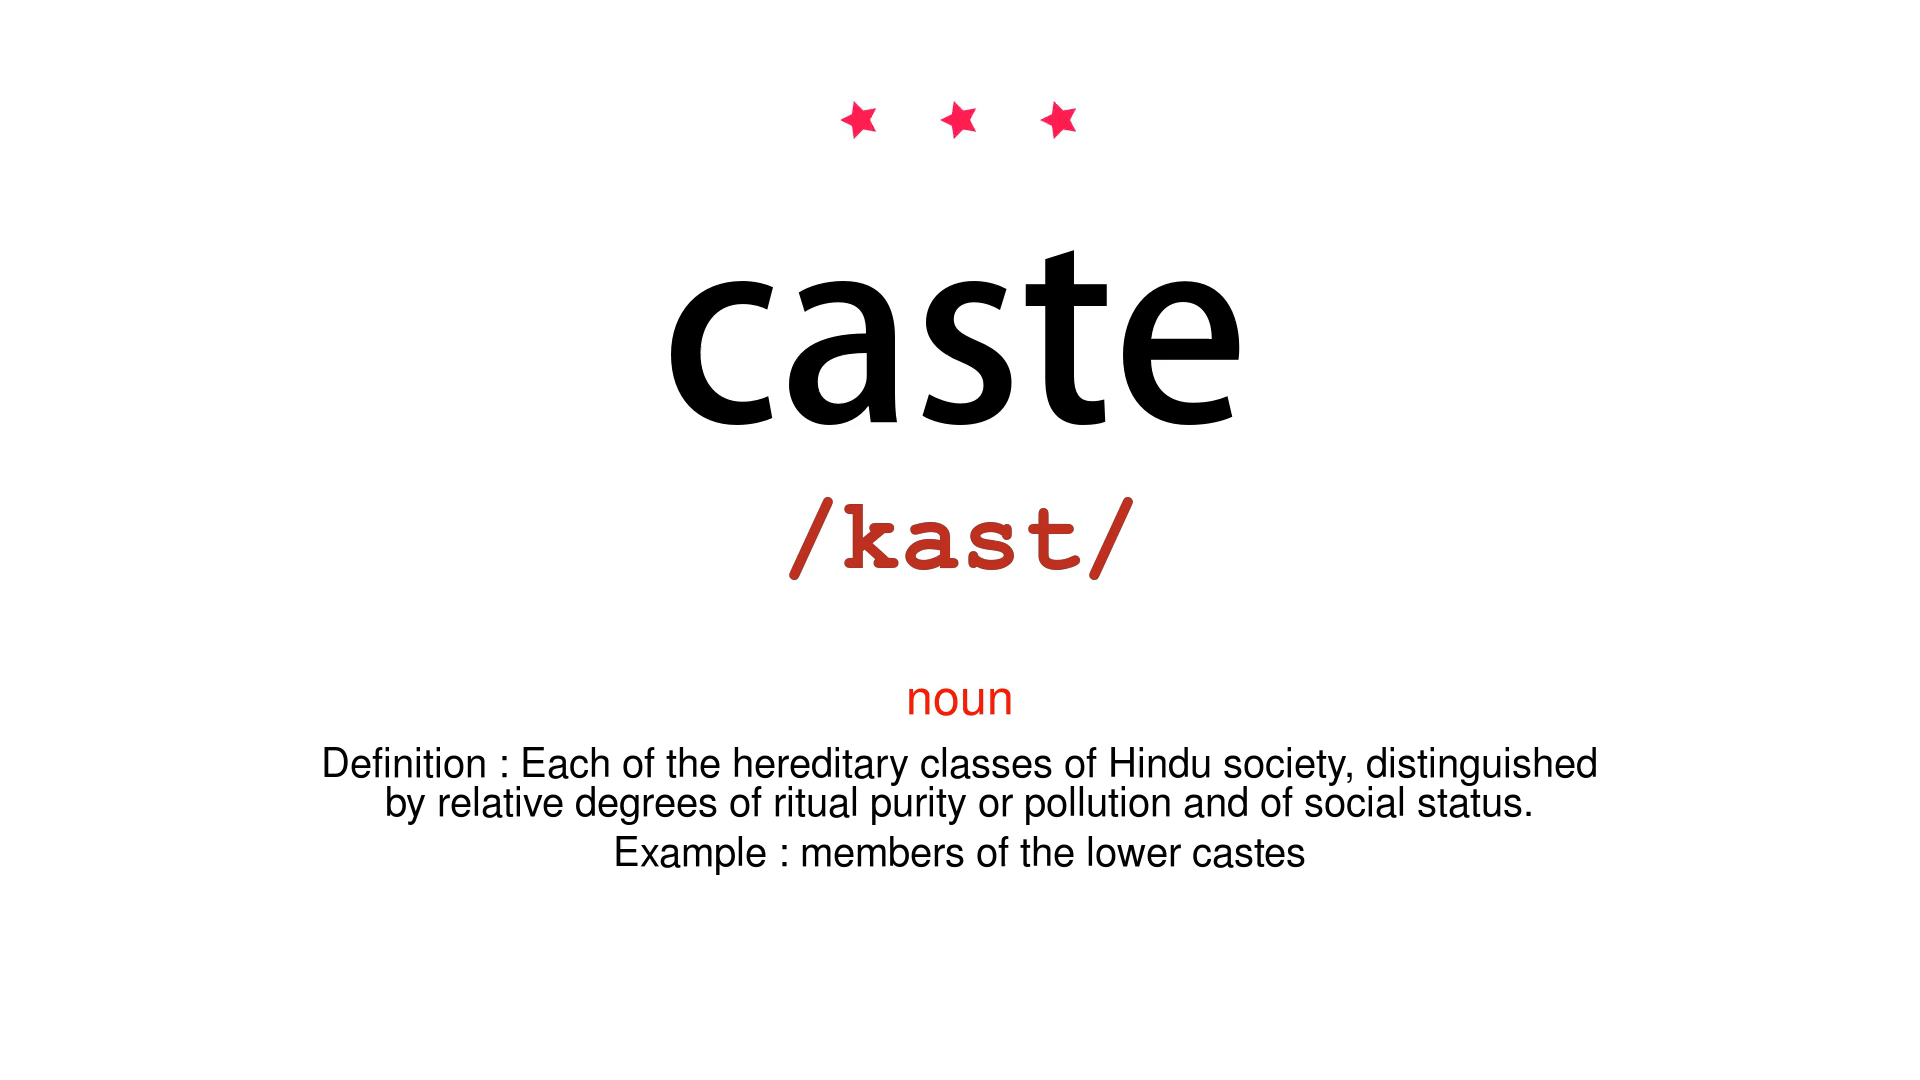 caste
/kast/
noun
Definition : Each of the hereditary classes of Hindu society, distinguished
by relative degrees of ritual purity or pollution and of social status.
Example : members of the lower castes